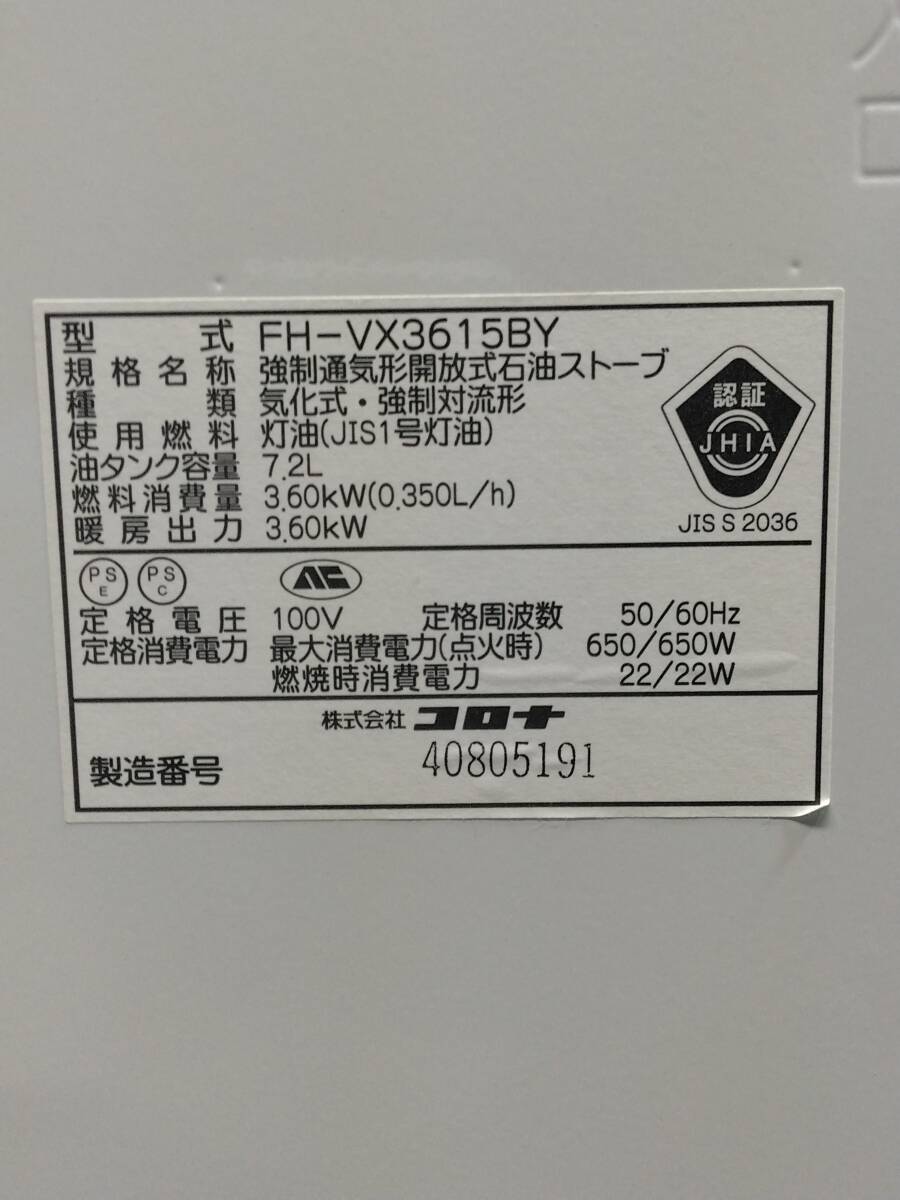 型式 FH-VX3615BY
規格名称 強制通気形開放式石油ストーブ
種類 気化式・強制対流形
使用燃料 灯油(JIS1号灯油)
油タンク容量 7.2L
燃料消費量 3.60kW(0.350L/h)
暖房出力 3.60kW
認証
JHIA
JIS S 2036
PS E PS C
定格電圧 100V 定格周波数 50/60Hz
定格消費電力 最大消費電力(点火時) 650/650W
燃焼時消費電力 22/22W
株式会社 コロナ
製造番号 40805191